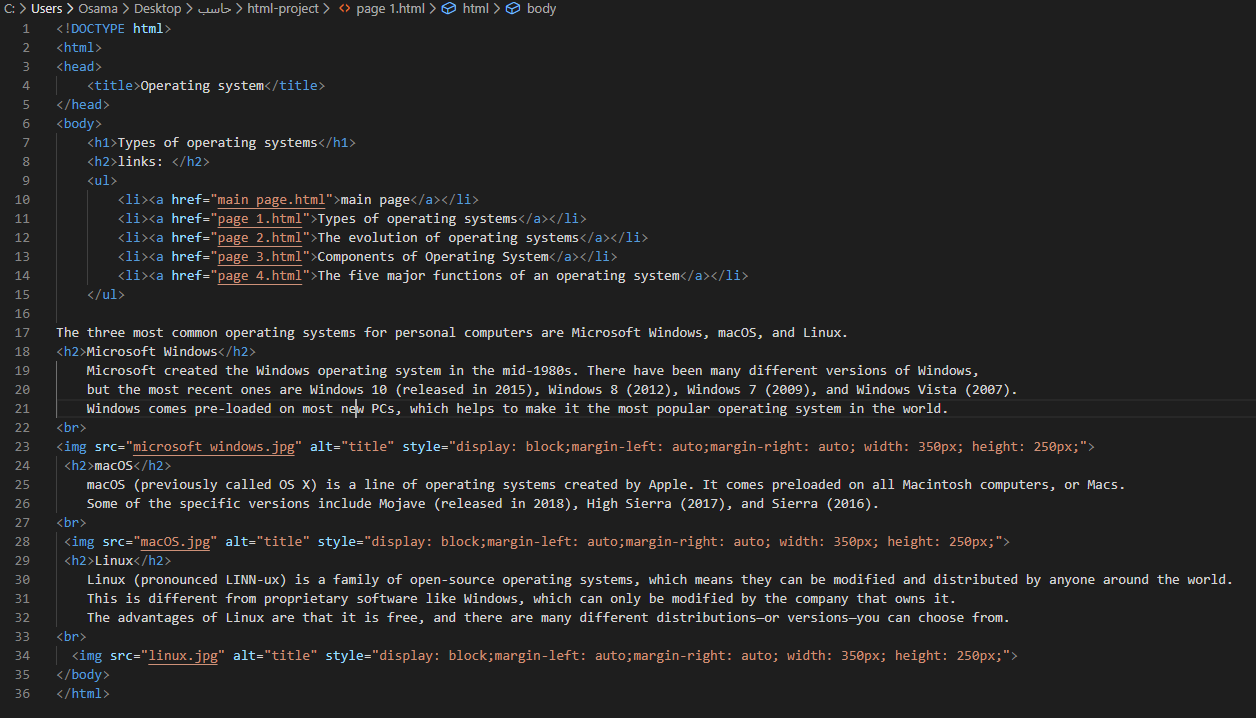 C: > Users > Osama > Desktop > حاسب > html-project > <> page 1.html > html > body
1 <!DOCTYPE html>
2 <html>
3 <head>
4 <title>Operating system</title>
5 </head>
6 <body>
7 <h1>Types of operating systems</h1>
8 <h2>links: </h2>
9 <ul>
10 <li><a href="main page.html">main page</a></li>
11 <li><a href="page 1.html">Types of operating systems</a></li>
12 <li><a href="page 2.html">The evolution of operating systems</a></li>
13 <li><a href="page 3.html">Components of Operating System</a></li>
14 <li><a href="page 4.html">The five major functions of an operating system</a></li>
15 </ul>
16
17 The three most common operating systems for personal computers are Microsoft Windows, macOS, and Linux.
18 <h2>Microsoft Windows</h2>
19 Microsoft created the Windows operating system in the mid-1980s. There have been many different versions of Windows,
20 but the most recent ones are Windows 10 (released in 2015), Windows 8 (2012), Windows 7 (2009), and Windows Vista (2007).
21 Windows comes pre-loaded on most new PCs, which helps to make it the most popular operating system in the world.
22 <br>
23 <img src="microsoft windows.jpg" alt="title" style="display: block;margin-left: auto;margin-right: auto; width: 350px; height: 250px;">
24 <h2>macOS</h2>
25 macOS (previously called OS X) is a line of operating systems created by Apple. It comes preloaded on all Macintosh computers, or Macs.
26 Some of the specific versions include Mojave (released in 2018), High Sierra (2017), and Sierra (2016).
27 <br>
28 <img src="macOS.jpg" alt="title" style="display: block;margin-left: auto;margin-right: auto; width: 350px; height: 250px;">
29 <h2>Linux</h2>
30 Linux (pronounced LINN-ux) is a family of open-source operating systems, which means they can be modified and distributed by anyone around the world.
31 This is different from proprietary software like Windows, which can only be modified by the company that owns it.
32 The advantages of Linux are that it is free, and there are many different distributions—or versions—you can choose from.
33 <br>
34 <img src="linux.jpg" alt="title" style="display: block;margin-left: auto;margin-right: auto; width: 350px; height: 250px;">
35 </body>
36 </html>